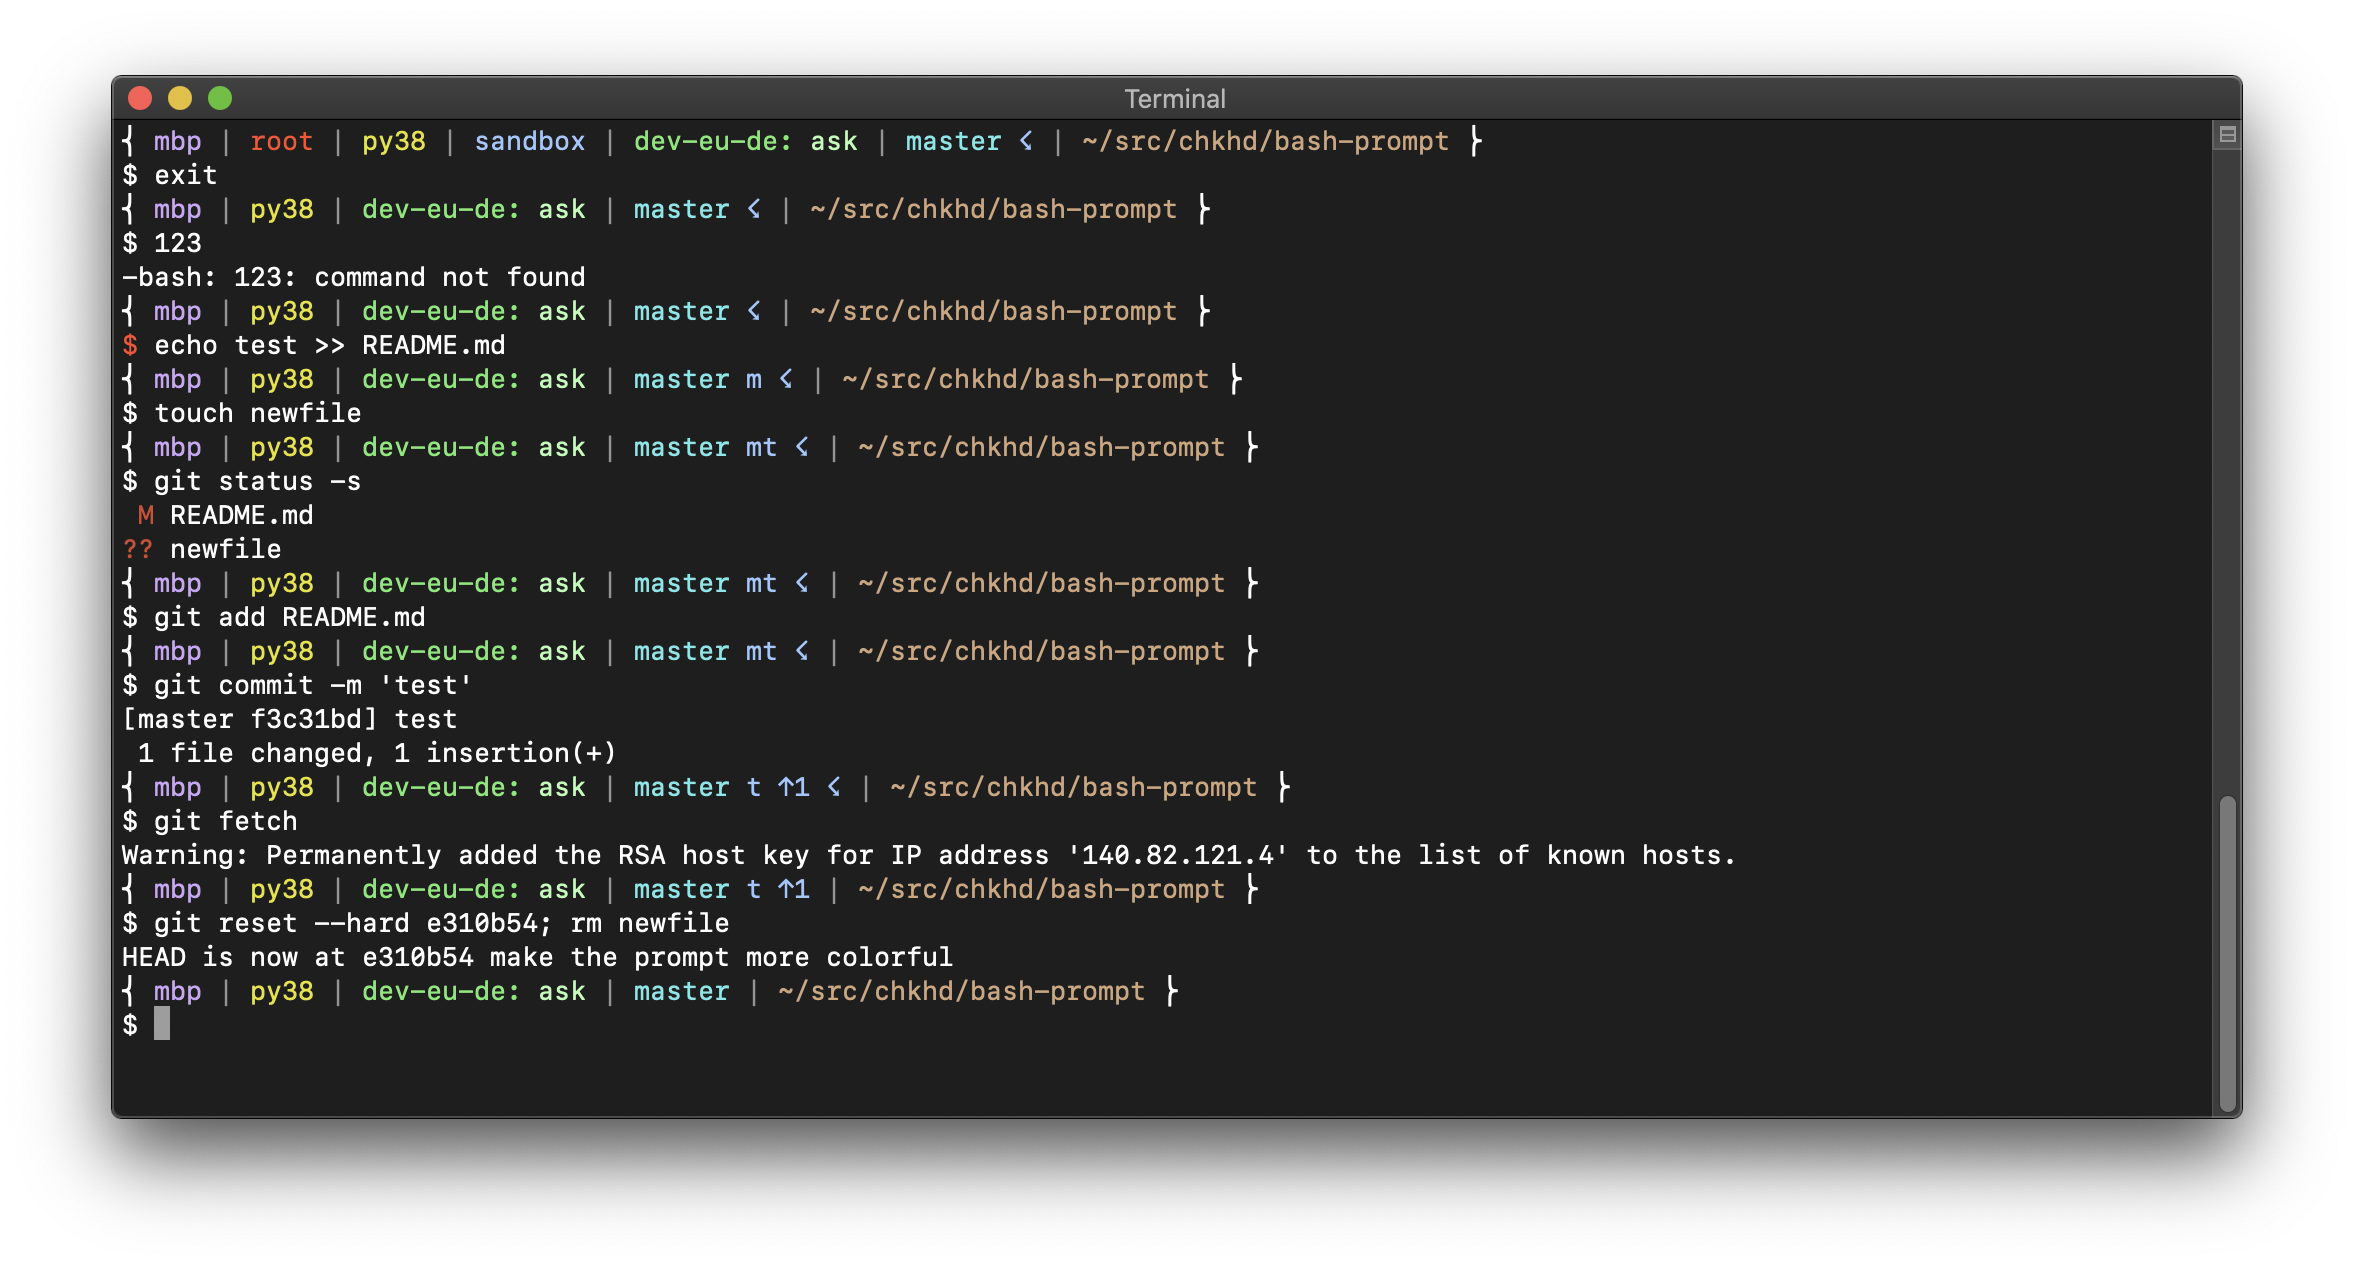 Terminal
{ mbp | root | py38 | sandbox | dev-eu-de: ask | master ☇ | ~/src/chkhd/bash-prompt }
$ exit
{ mbp | py38 | dev-eu-de: ask | master ☇ | ~/src/chkhd/bash-prompt }
$ 123
-bash: 123: command not found
{ mbp | py38 | dev-eu-de: ask | master ☇ | ~/src/chkhd/bash-prompt }
$ echo test >> README.md
{ mbp | py38 | dev-eu-de: ask | master m ☇ | ~/src/chkhd/bash-prompt }
$ touch newfile
{ mbp | py38 | dev-eu-de: ask | master mt ☇ | ~/src/chkhd/bash-prompt }
$ git status -s
 M README.md
?? newfile
{ mbp | py38 | dev-eu-de: ask | master mt ☇ | ~/src/chkhd/bash-prompt }
$ git add README.md
{ mbp | py38 | dev-eu-de: ask | master mt ☇ | ~/src/chkhd/bash-prompt }
$ git commit -m 'test'
[master f3c31bd] test
 1 file changed, 1 insertion(+)
{ mbp | py38 | dev-eu-de: ask | master t ↑1 ☇ | ~/src/chkhd/bash-prompt }
$ git fetch
Warning: Permanently added the RSA host key for IP address '140.82.121.4' to the list of known hosts.
{ mbp | py38 | dev-eu-de: ask | master t ↑1 | ~/src/chkhd/bash-prompt }
$ git reset --hard e310b54; rm newfile
HEAD is now at e310b54 make the prompt more colorful
{ mbp | py38 | dev-eu-de: ask | master | ~/src/chkhd/bash-prompt }
$